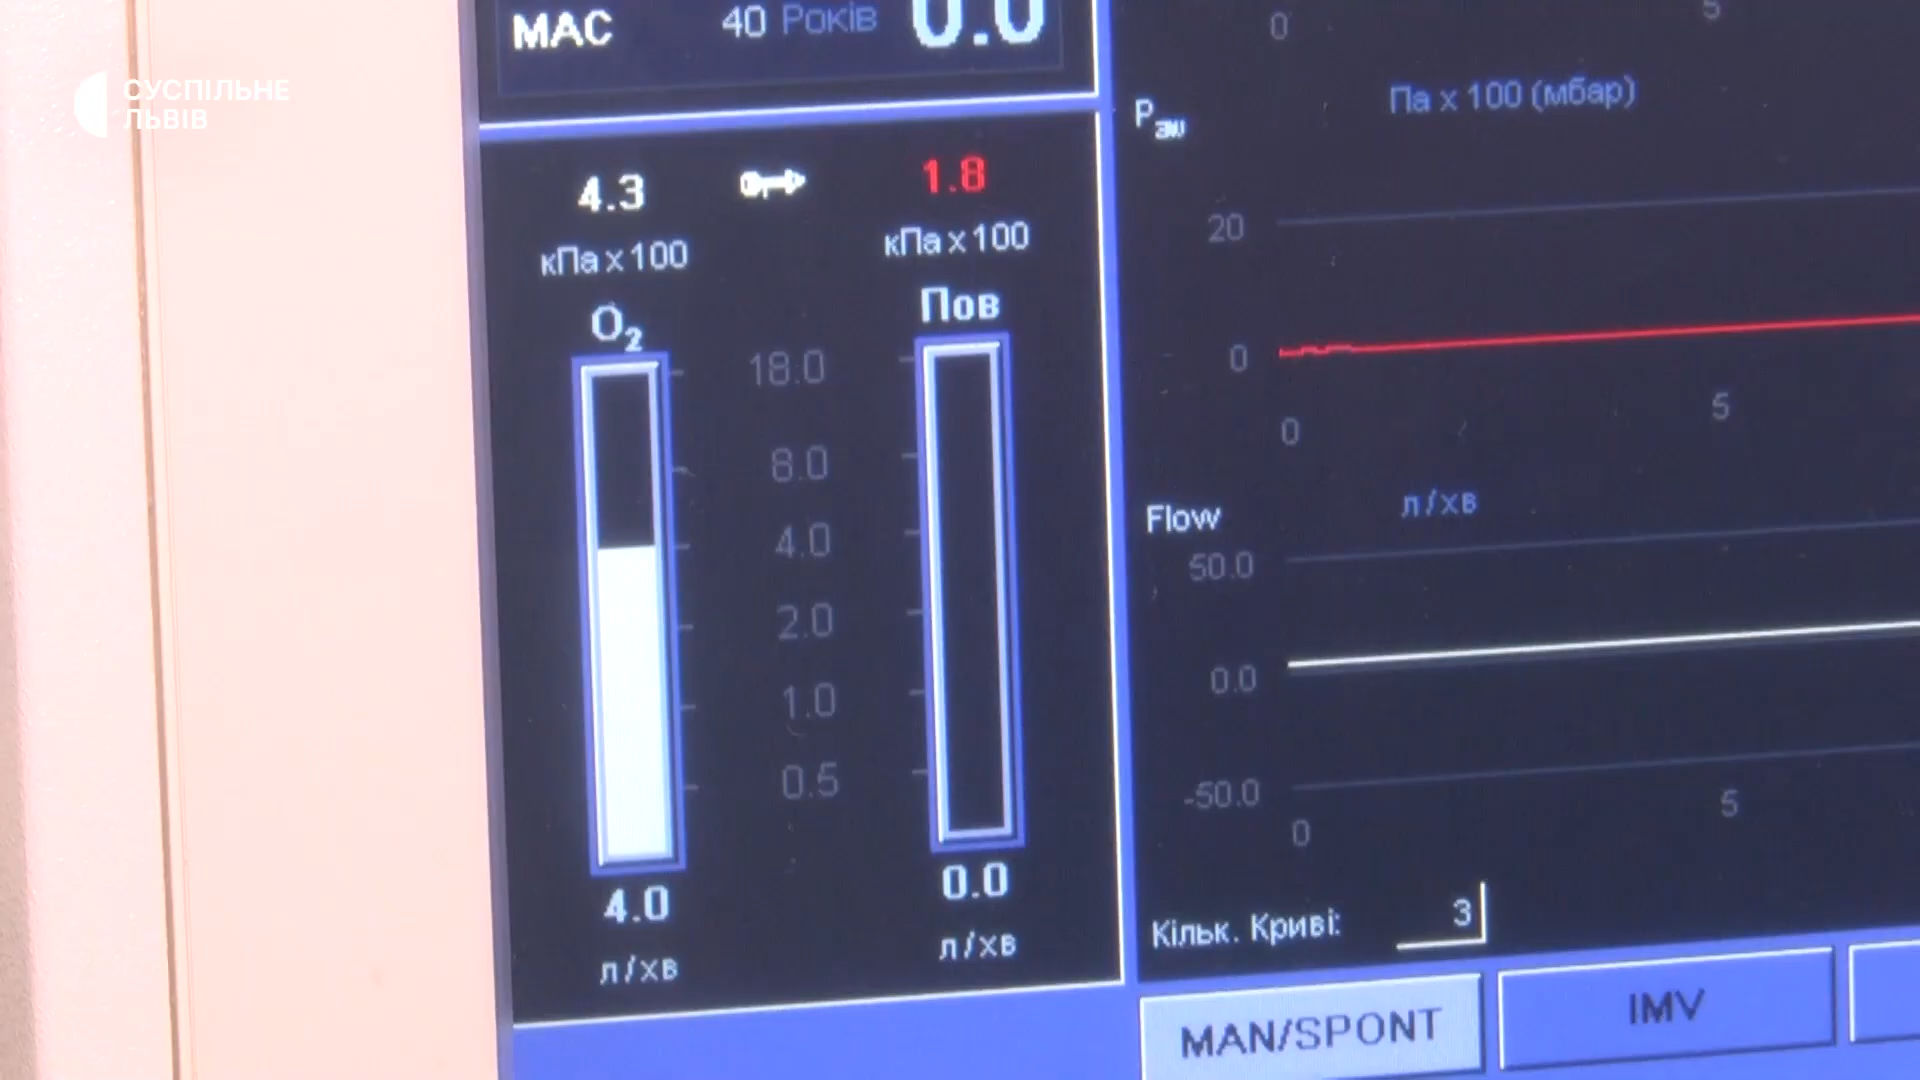 СУСПІЛЬНЕ
ЛЬВІВ
MAC 40 Років 0.0
4.3 1.8
кПа x 100 кПа x 100
O2 Пов
18.0
8.0
4.0
2.0
1.0
0.5
4.0 0.0
л/хв л/хв
0 5
Paw Па x 100 (мбар)
20
0
0 5
Flow л/хв
50.0
0.0
-50.0
0 5
Кільк. Криві: 3
MAN/SPONT IMV